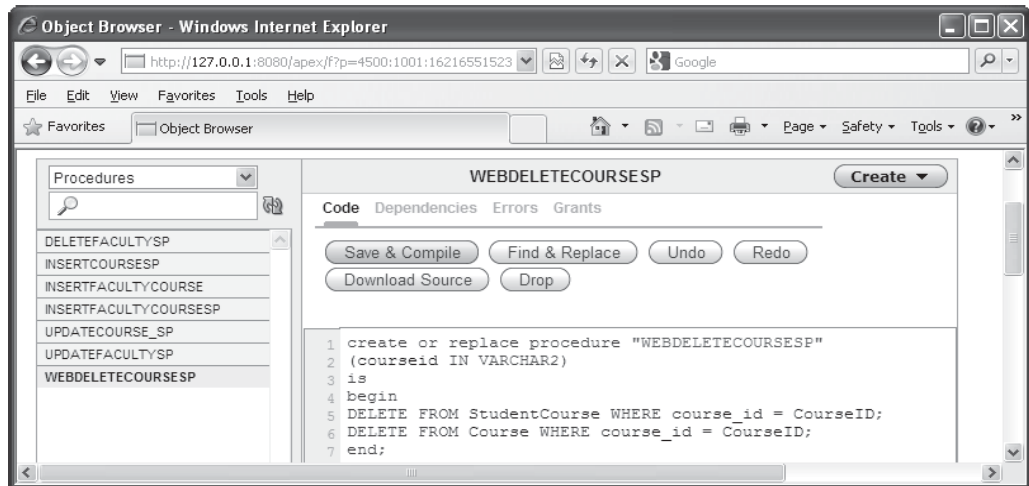 Object Browser - Windows Internet Explorer
http://127.0.0.1:8080/apex/f?p=4500:1001:16216551523
Google
File Edit View Favorites Tools Help
Favorites Object Browser Page Safety Tools »
Procedures
WEBDELETECOURSESP
Create
Code Dependencies Errors Grants
DELETEFACULTYSP
INSERTCOURSESP
INSERTFACULTYCOURSE
INSERTFACULTYCOURSESP
UPDATECOURSE_SP
UPDATEFACULTYSP
WEBDELETECOURSESP
Save & Compile Find & Replace Undo Redo
Download Source Drop
1 create or replace procedure "WEBDELETECOURSESP"
2 (courseid IN VARCHAR2)
3 is
4 begin
5 DELETE FROM StudentCourse WHERE course_id = CourseID;
6 DELETE FROM Course WHERE course_id = CourseID;
7 end;